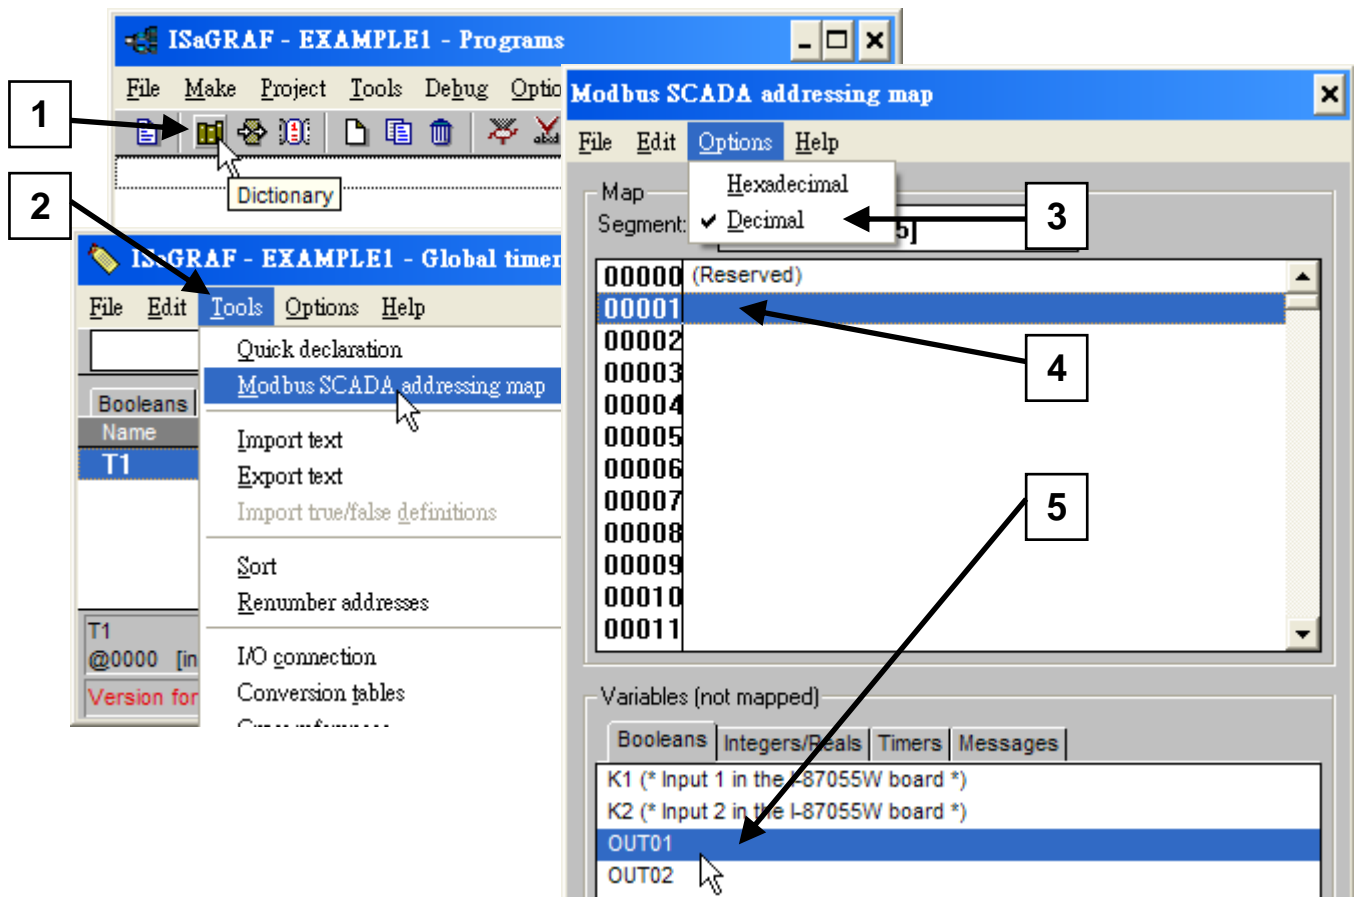 ISaGRAF - EXAMPLE1 - Programs
File Make Project Tools Debug Optio
1
Dictionary
2
ISaGRAF - EXAMPLE1 - Global timer
File Edit Tools Options Help
Quick declaration
Modbus SCADA addressing map
Import text
Export text
Import true/false definitions
Sort
Renumber addresses
I/O connection
Conversion tables
Booleans
Name
T1
T1
@0000 [in
Version for
Modbus SCADA addressing map
File Edit Options Help
Hexadecimal
Decimal
3
Map
Segment:
5]
00000 (Reserved)
00001
00002
00003
00004
00005
00006
00007
00008
00009
00010
00011
4
5
Variables (not mapped)
Booleans Integers/Reals Timers Messages
K1 (* Input 1 in the I-87055W board *)
K2 (* Input 2 in the I-87055W board *)
OUT01
OUT02